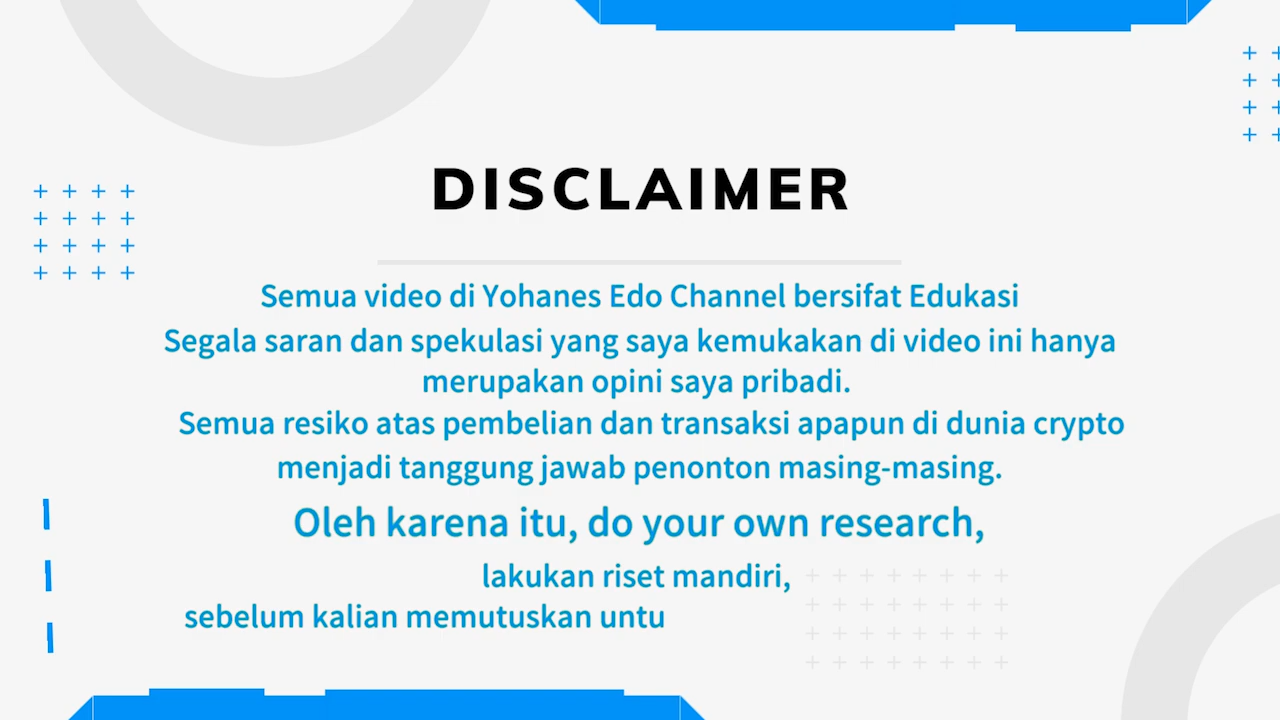 DISCLAIMER
Semua video di Yohanes Edo Channel bersifat Edukasi
Segala saran dan spekulasi yang saya kemukakan di video ini hanya
merupakan opini saya pribadi.
Semua resiko atas pembelian dan transaksi apapun di dunia crypto
menjadi tanggung jawab penonton masing-masing.
Oleh karena itu, do your own research,
lakukan riset mandiri,
sebelum kalian memutuskan untu